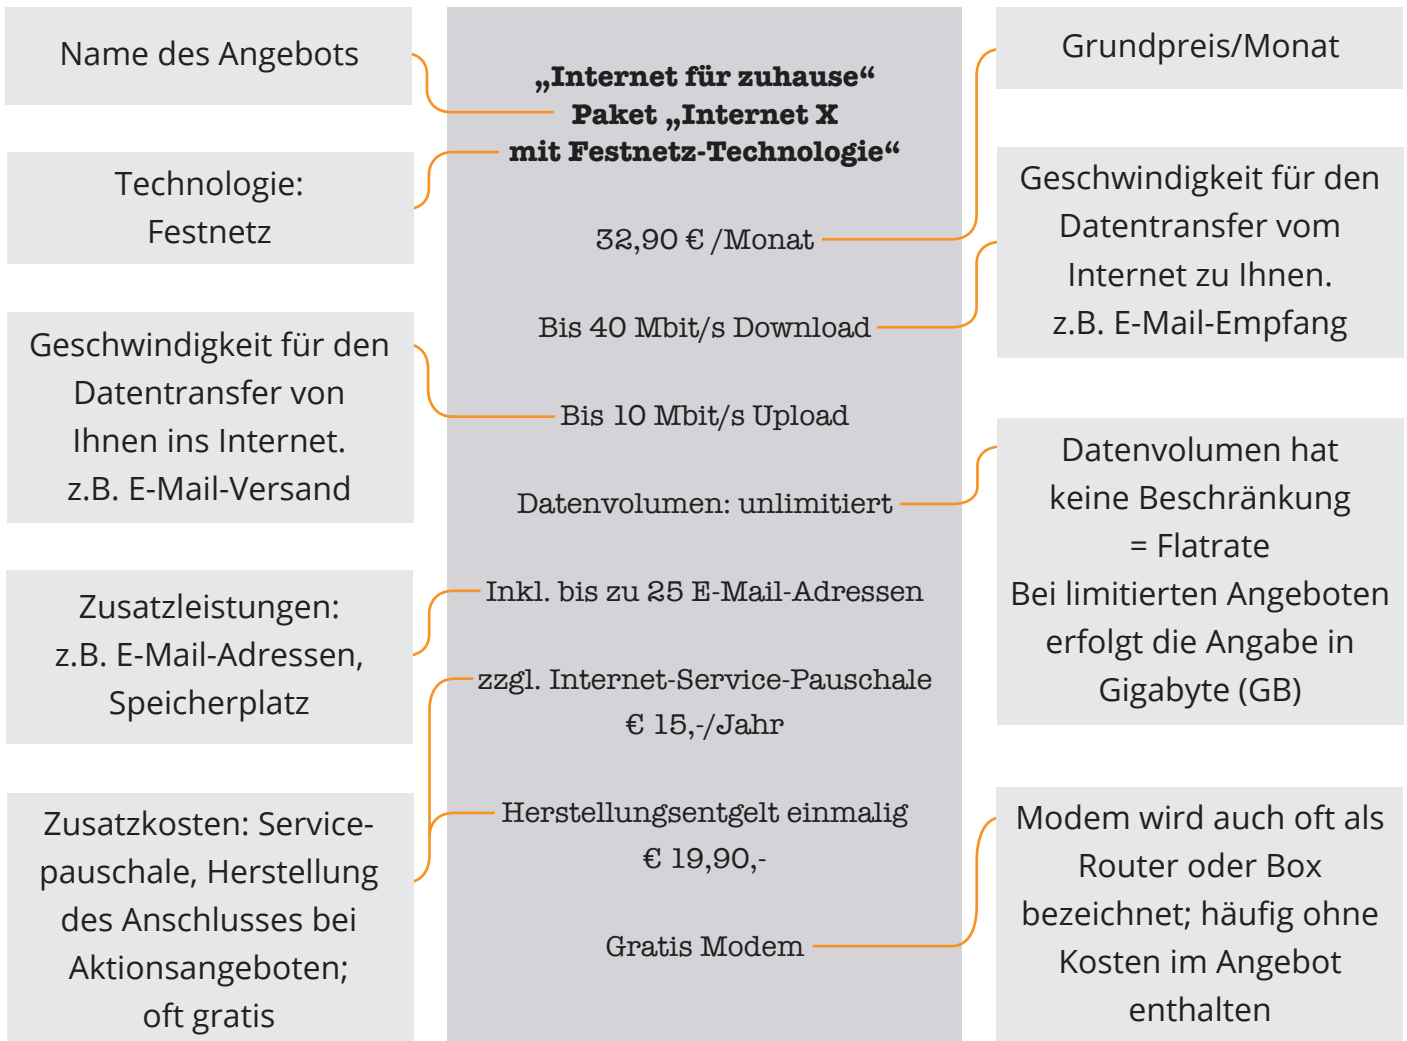 Name des Angebots
Technologie:
Festnetz
Geschwindigkeit für den
Datentransfer von
Ihnen ins Internet.
z.B. E-Mail-Versand
Zusatzleistungen:
z.B. E-Mail-Adressen,
Speicherplatz
Zusatzkosten: Service-
pauschale, Herstellung
des Anschlusses bei
Aktionsangeboten;
oft gratis
„Internet für zuhause“
Paket „Internet X
mit Festnetz-Technologie“
32,90 € /Monat
Bis 40 Mbit/s Download
Bis 10 Mbit/s Upload
Datenvolumen: unlimitiert
Inkl. bis zu 25 E-Mail-Adressen
zzgl. Internet-Service-Pauschale
€ 15,-/Jahr
Herstellungsentgelt einmalig
€ 19,90,-
Gratis Modem
Grundpreis/Monat
Geschwindigkeit für den
Datentransfer vom
Internet zu Ihnen.
z.B. E-Mail-Empfang
Datenvolumen hat
keine Beschränkung
= Flatrate
Bei limitierten Angeboten
erfolgt die Angabe in
Gigabyte (GB)
Modem wird auch oft als
Router oder Box
bezeichnet; häufig ohne
Kosten im Angebot
enthalten